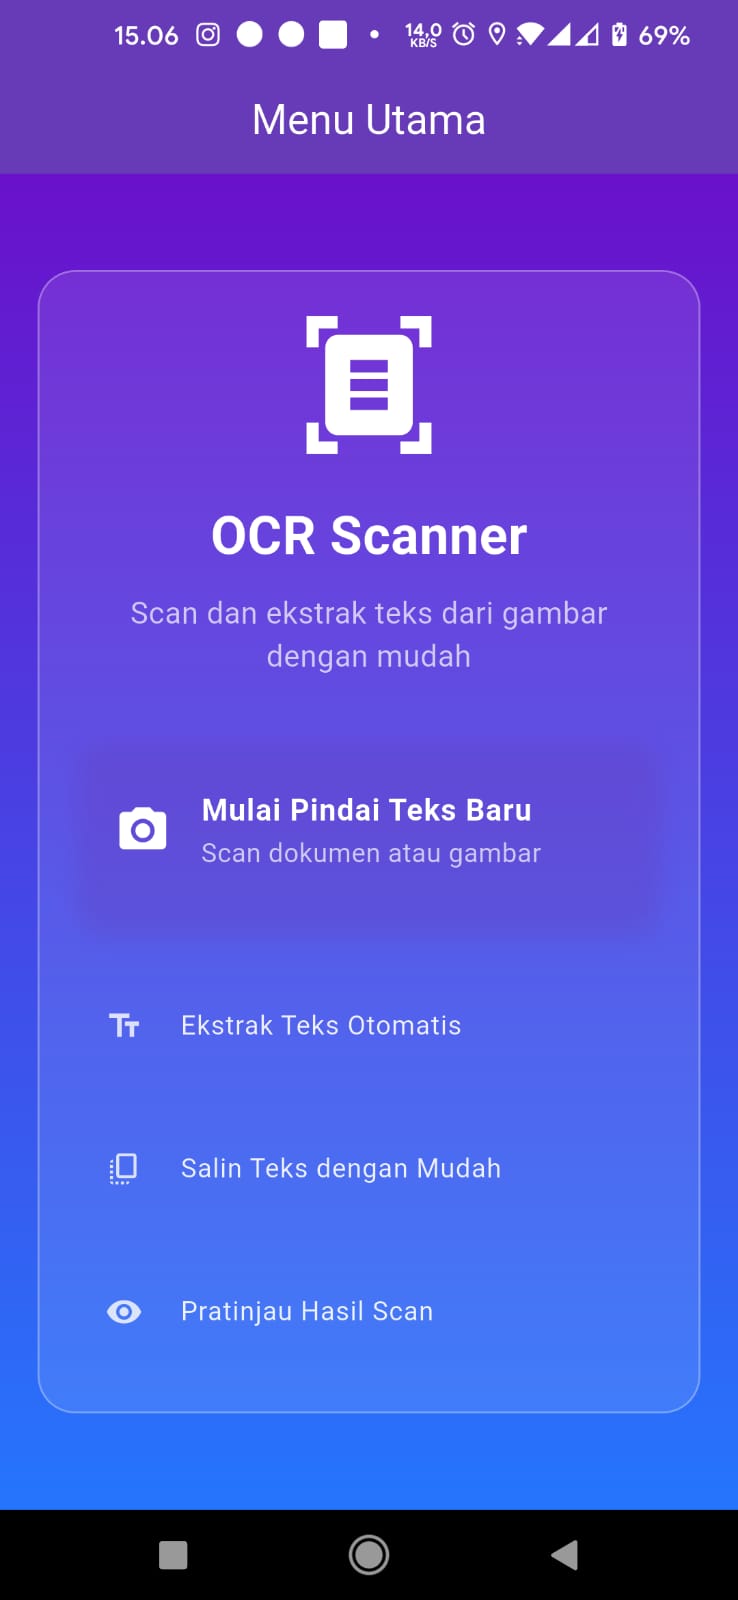 15.06 14,0 KB/S 69%
Menu Utama
OCR Scanner
Scan dan ekstrak teks dari gambar
dengan mudah
Mulai Pindai Teks Baru
Scan dokumen atau gambar
Ekstrak Teks Otomatis
Salin Teks dengan Mudah
Pratinjau Hasil Scan